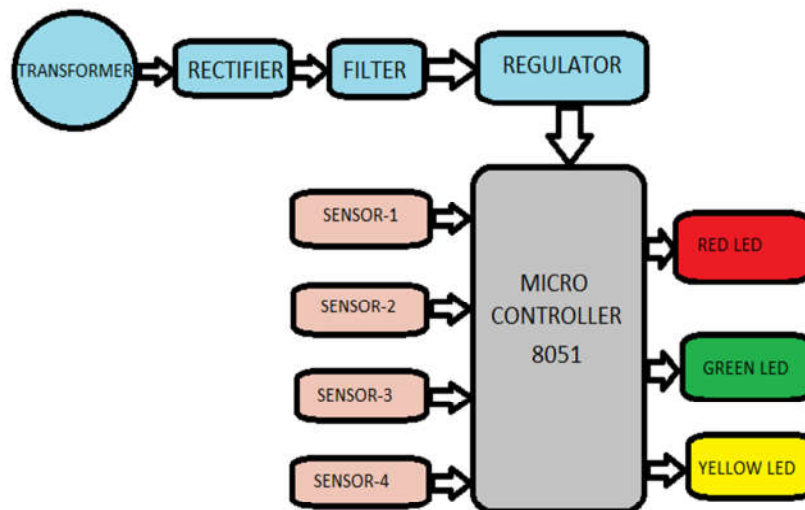 TRANSFORMER
RECTIFIER
FILTER
REGULATOR
SENSOR-1
SENSOR-2
SENSOR-3
SENSOR-4
MICRO
CONTROLLER
8051
RED LED
GREEN LED
YELLOW LED